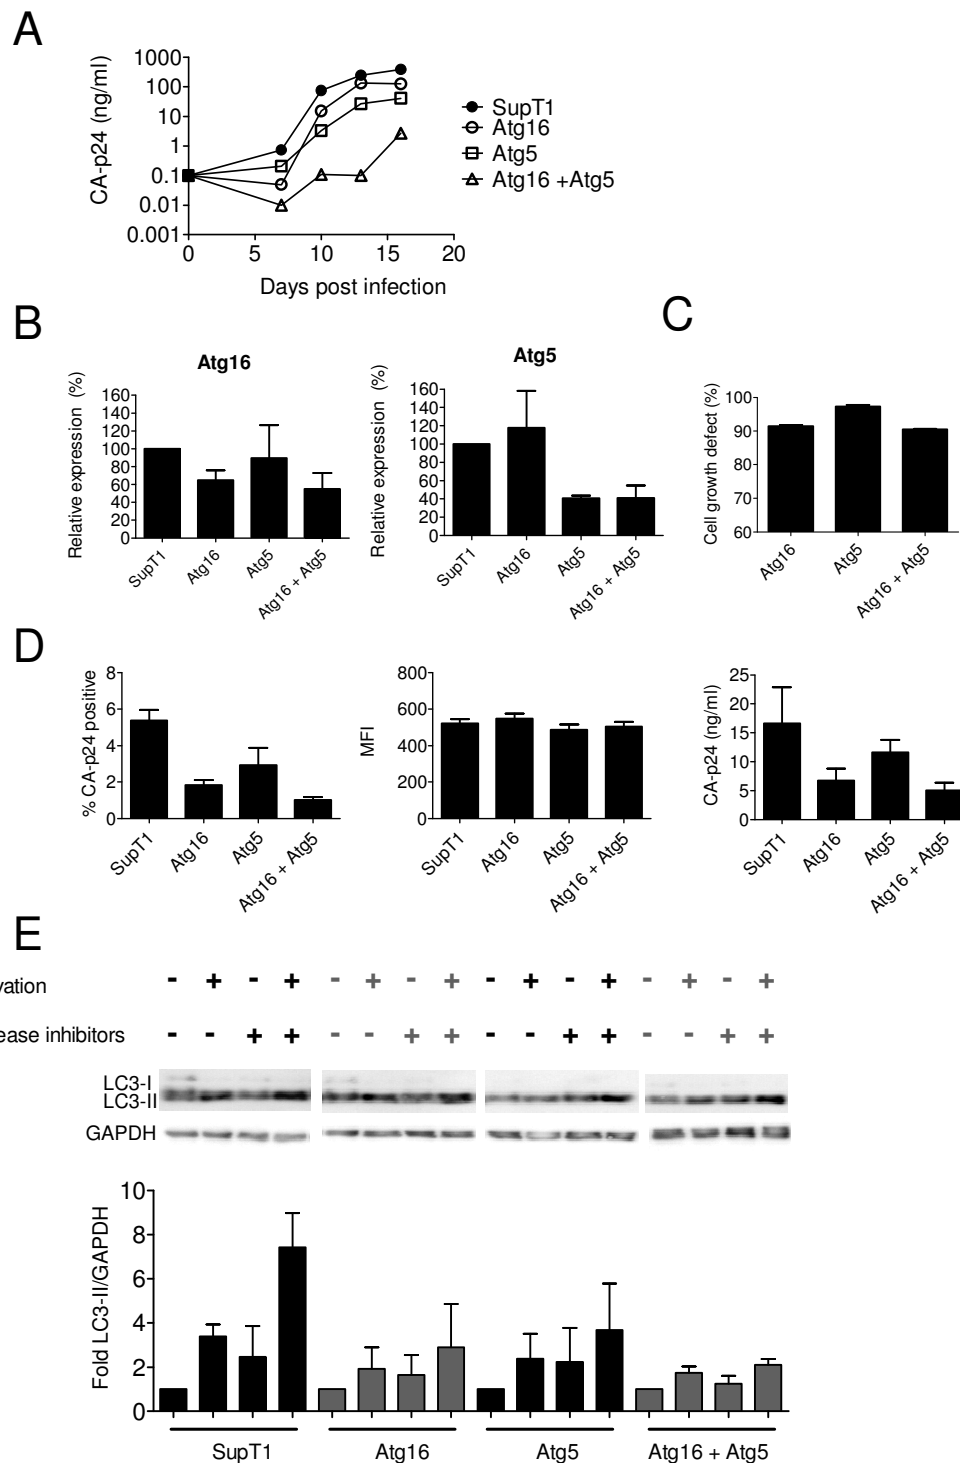 A
CA-p24 (ng/ml)
1000
100
10
1
0.1
0.01
0.001
0 5 10 15 20
Days post infection
SupT1
Atg16
Atg5
Atg16 +Atg5
B
Atg16
Relative expression (%)
160
140
120
100
80
60
40
20
0
SupT1 Atg16 Atg5 Atg16 + Atg5
Atg5
Relative expression (%)
160
140
120
100
80
60
40
20
0
SupT1 Atg16 Atg5 Atg16 + Atg5
C
Cell growth defect (%)
100
90
80
70
60
Atg16 Atg5 Atg16 + Atg5
D
% CA-p24 positive
8
6
4
2
0
SupT1 Atg16 Atg5 Atg16 + Atg5
MFI
800
600
400
200
0
SupT1 Atg16 Atg5 Atg16 + Atg5
CA-p24 (ng/ml)
25
20
15
10
5
0
SupT1 Atg16 Atg5 Atg16 + Atg5
E
vation - + - + - + - + - + - + - + - +
ease inhibitors - - + + - - + + - - + + - - + +
LC3-I
LC3-II
GAPDH
Fold LC3-II/GAPDH
10
8
6
4
2
0
SupT1 Atg16 Atg5 Atg16 + Atg5